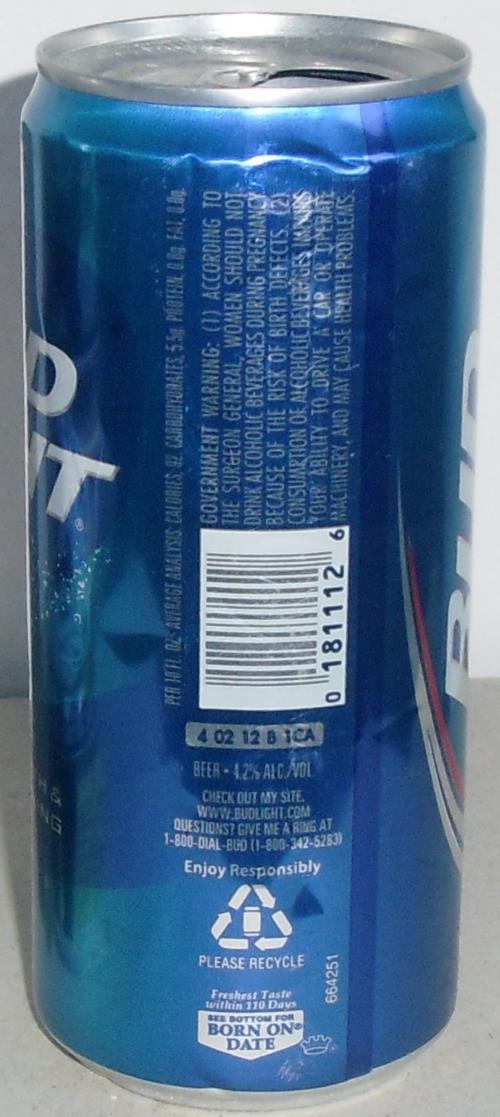 D
HT
®
PER 10 FL. OZ. AVERAGE ANALYSIS: CALORIES, 92, CARBOHYDRATES, 5.5g, PROTEIN, 0.8g, FAT, 0.0g.
GOVERNMENT WARNING: (1) ACCORDING TO
THE SURGEON GENERAL, WOMEN SHOULD NOT
DRINK ALCOHOLIC BEVERAGES DURING PREGNANCY
BECAUSE OF THE RISK OF BIRTH DEFECTS. (2)
CONSUMPTION OF ALCOHOLIC BEVERAGES IMPAIRS
YOUR ABILITY TO DRIVE A CAR OR OPERATE
MACHINERY, AND MAY CAUSE HEALTH PROBLEMS.
0 181112 6
4 02 12 8 1CA
BEER • 4.2% ALC./VOL.
CHECK OUT MY SITE.
WWW.BUDLIGHT.COM
QUESTIONS? GIVE ME A RING AT
1-800-DIAL-BUD (1-800-342-5283)
Enjoy Responsibly
PLEASE RECYCLE
664251
Freshest Taste
within 110 Days
SEE BOTTOM FOR
BORN ON®
DATE
BUD